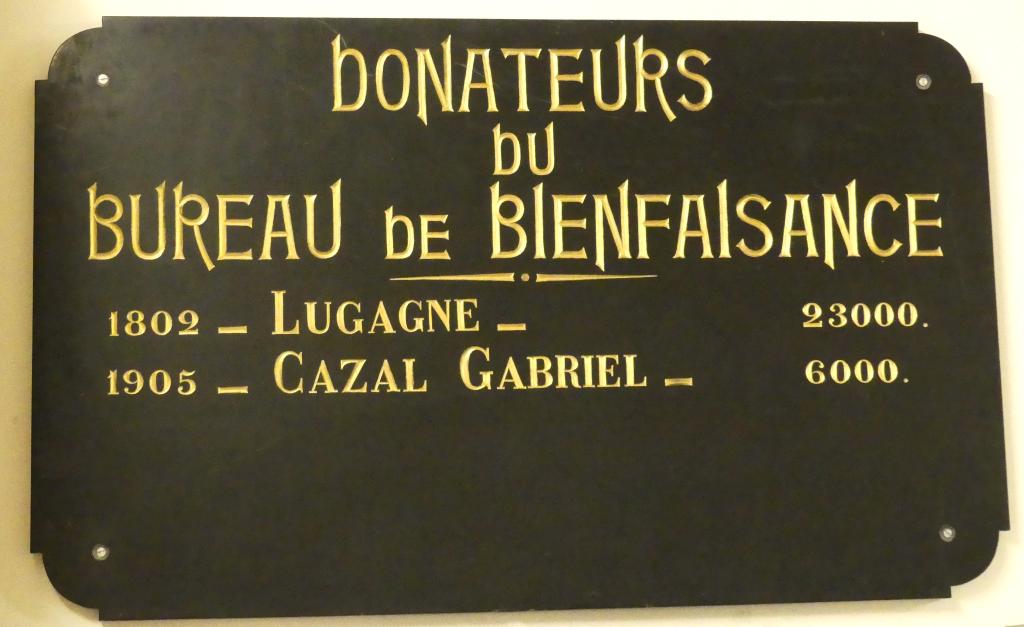 DONATEURS
DU
BUREAU DE BIENFAISANCE
1802 – LUGAGNE – 23000.
1905 – CAZAL GABRIEL – 6000.